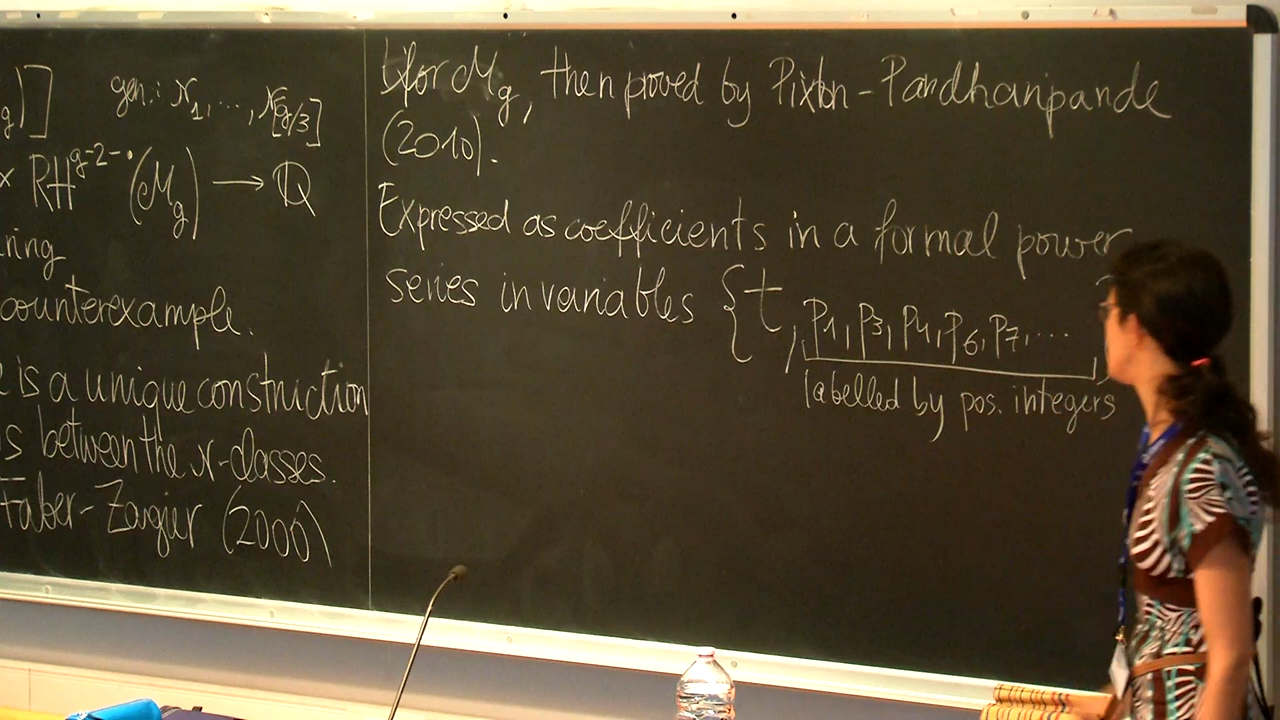 g)] gen.: ϰ1, ..., ϰ[g/3]
× RH^{g-2-•} (M_g) → ℚ
ring
counterexample.
e is a unique construction
s between the ϰ-classes.
Faber-Zagier (2000)
for M_g, then proved by Pixton - Pandharipande
(2010).
Expressed as coefficients in a formal power
series in variables {t, p1, p3, p4, p6, p7, ...
labelled by pos. integers